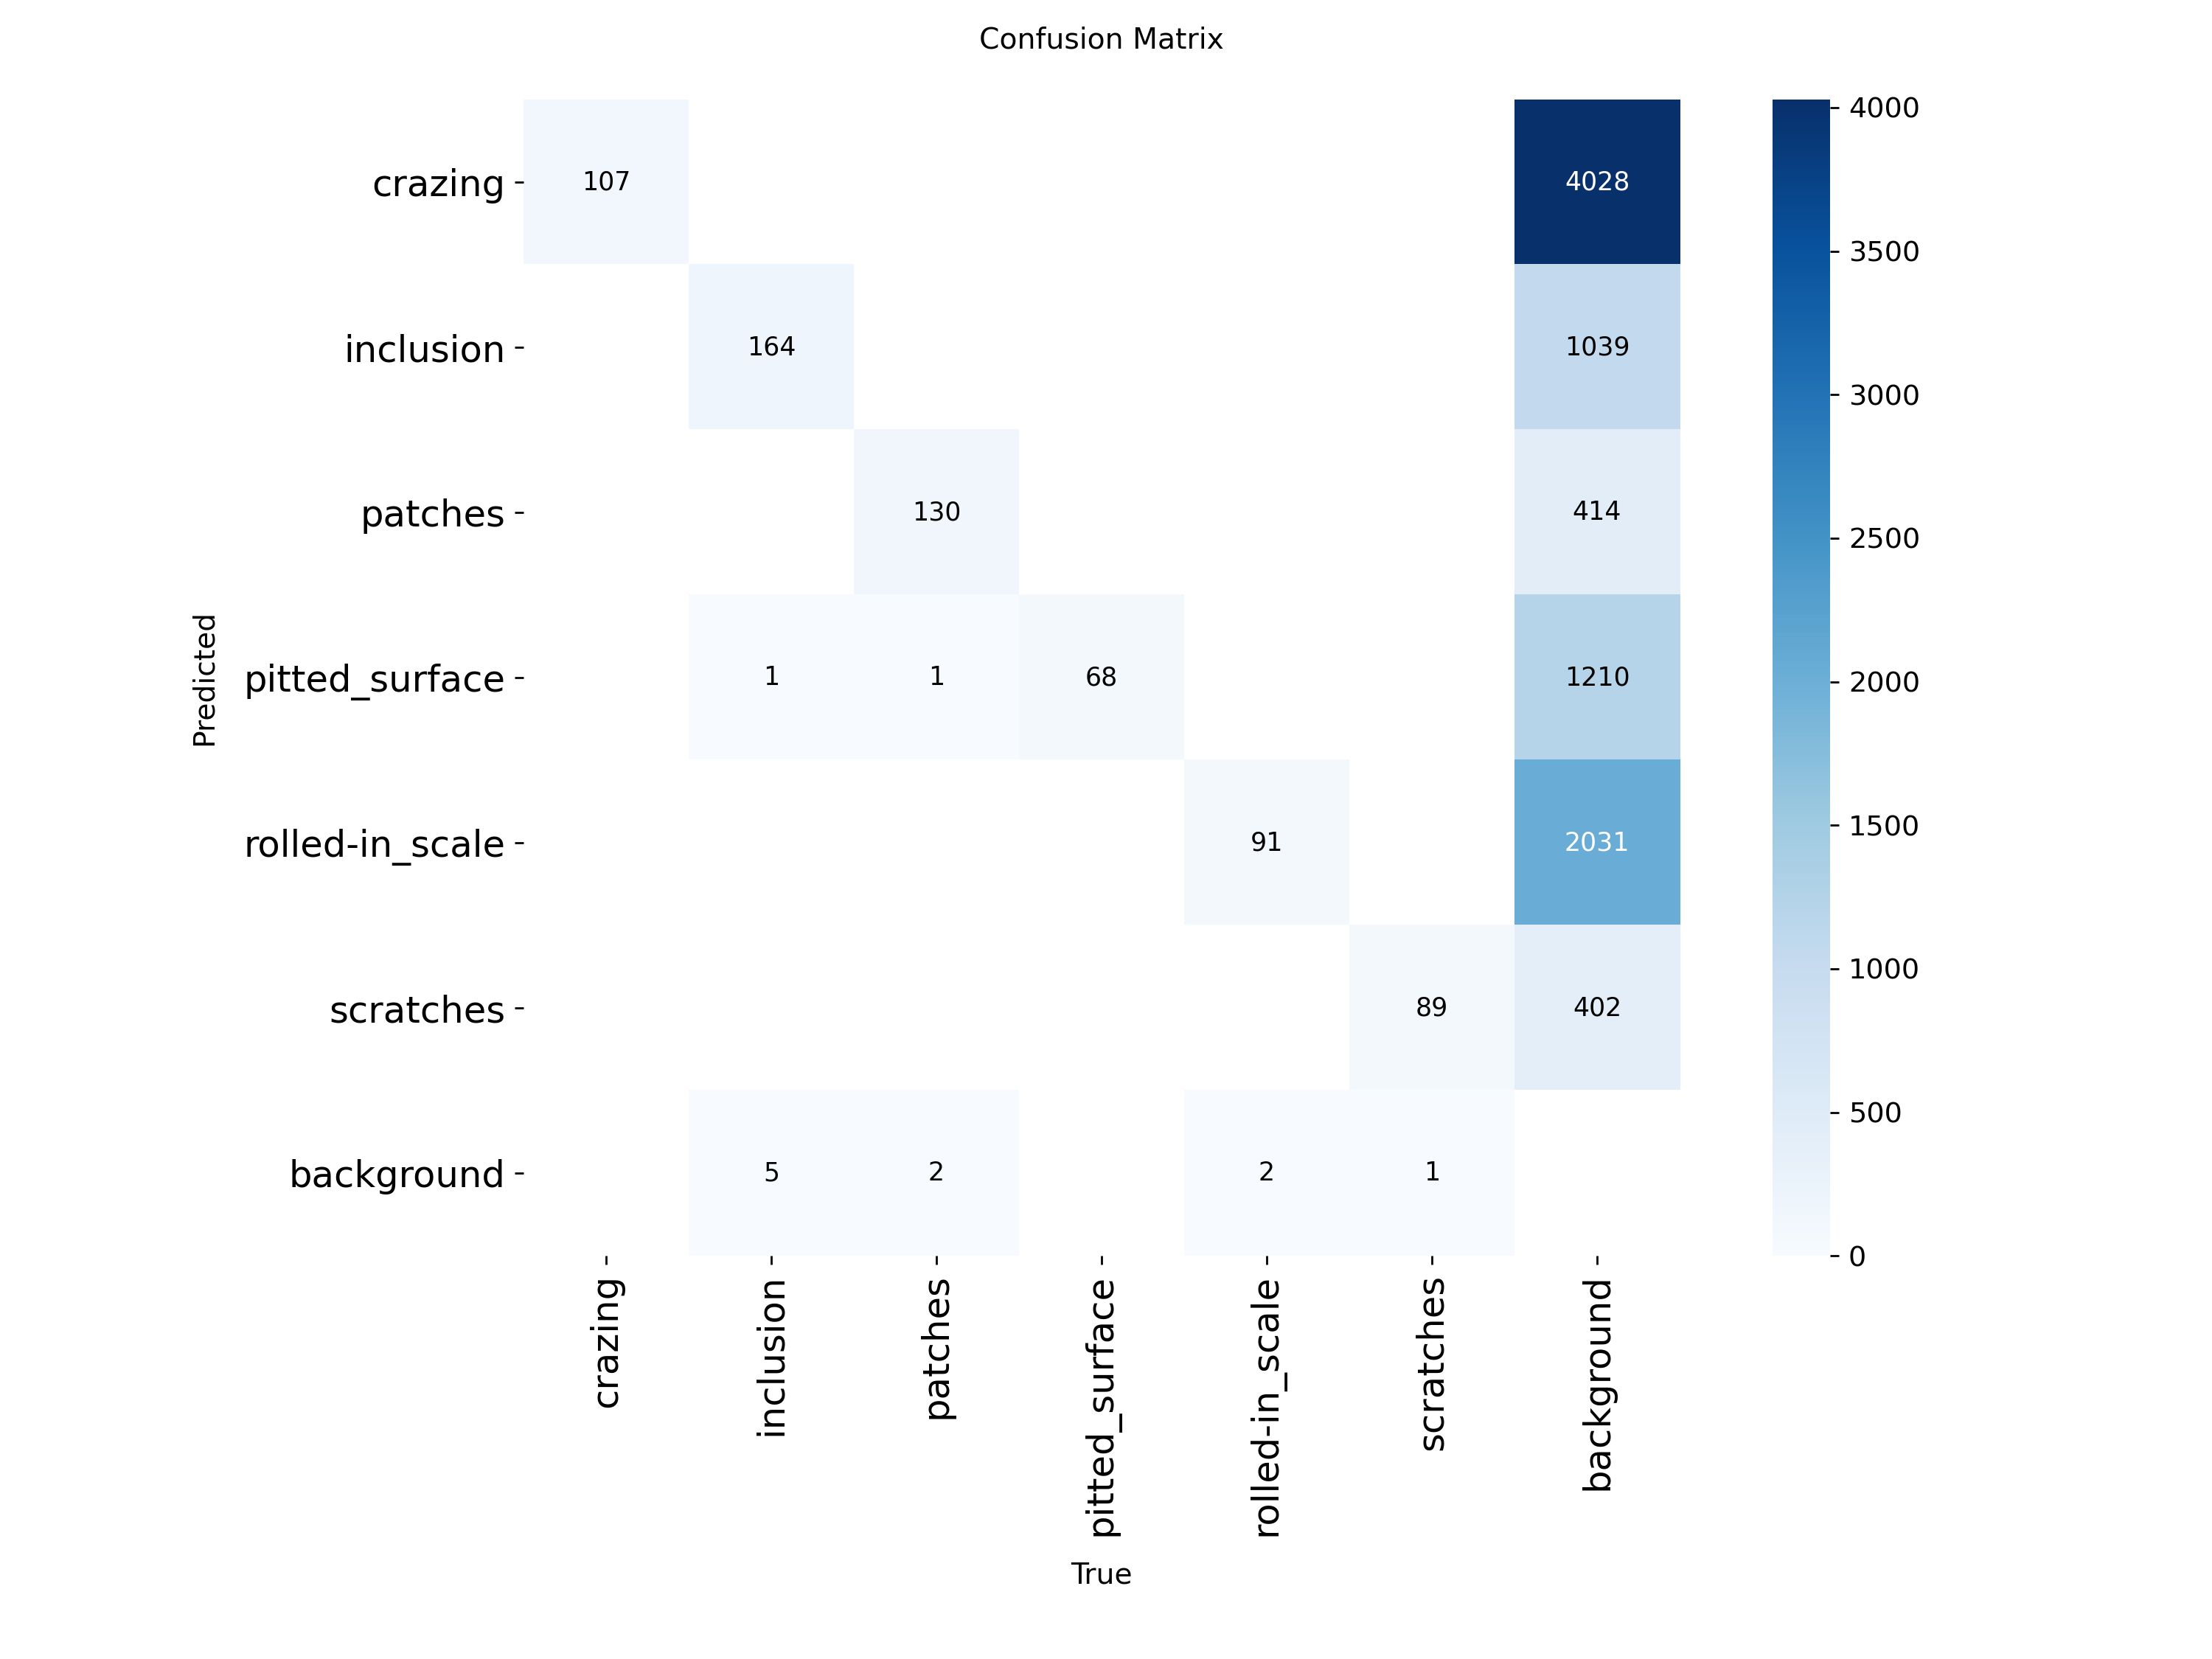 Confusion Matrix
crazing
107
4028
inclusion
164
1039
patches
130
414
pitted_surface
1
1
68
1210
rolled-in_scale
91
2031
scratches
89
402
background
5
2
2
1
Predicted
crazing
inclusion
patches
pitted_surface
rolled-in_scale
scratches
background
True
4000
3500
3000
2500
2000
1500
1000
500
0